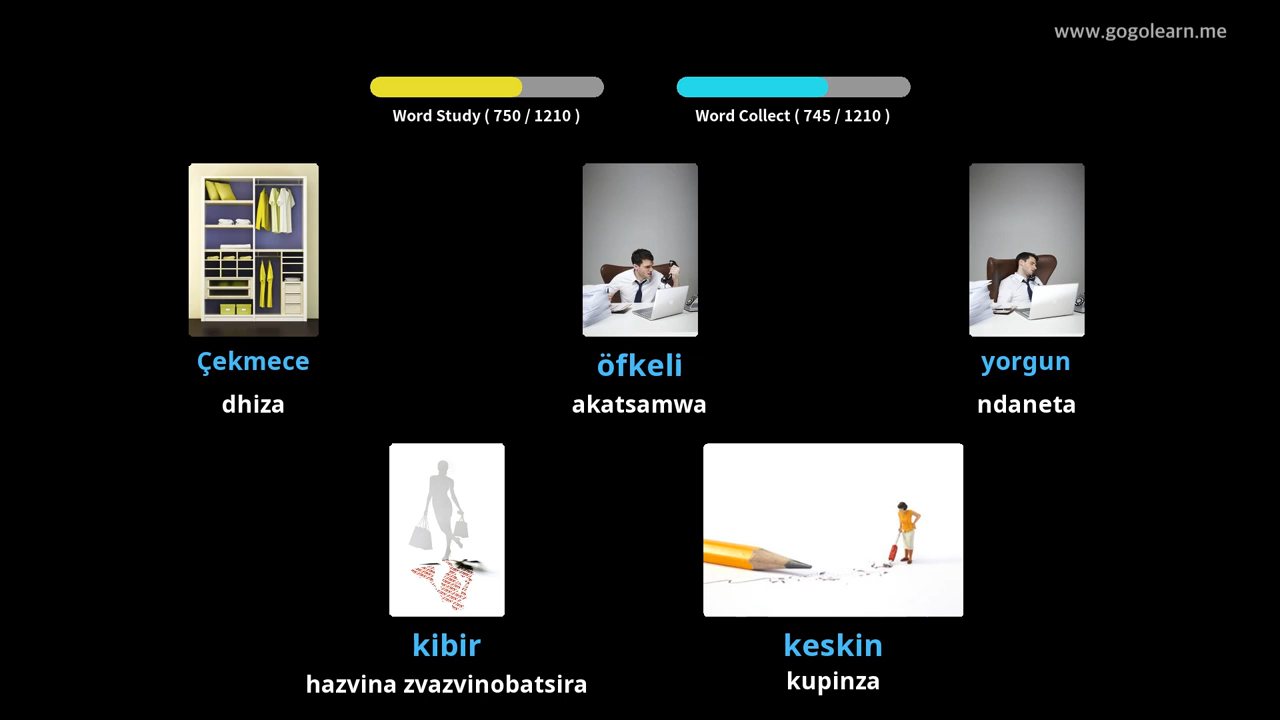 www.gogolearn.me
Word Study ( 750 / 1210 )
Word Collect ( 745 / 1210 )
Çekmece
öfkeli
yorgun
dhiza
akatsamwa
ndaneta
kibir
keskin
hazvina zvazvinobatsira
kupinza